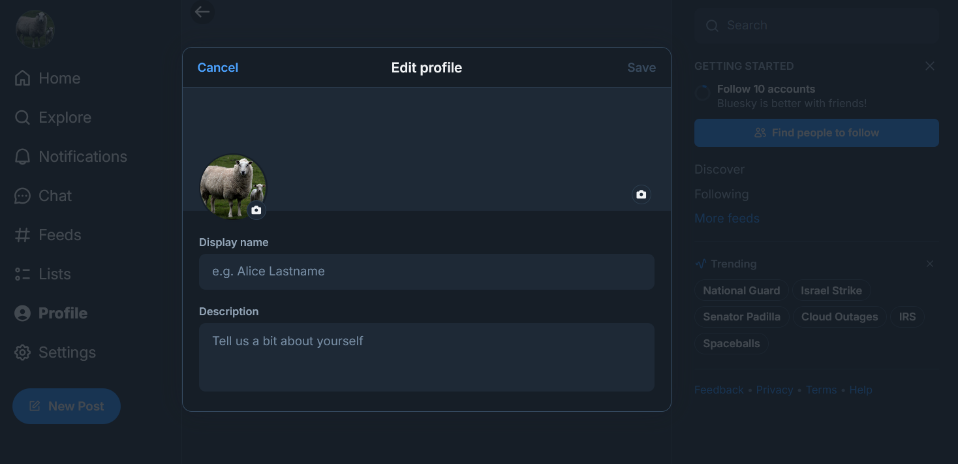 Home
Explore
Notifications
Chat
Feeds
Lists
Profile
Settings
New Post
Cancel
Edit profile
Save
Display name
e.g. Alice Lastname
Description
Tell us a bit about yourself
Search
GETTING STARTED
Follow 10 accounts
Bluesky is better with friends!
Find people to follow
Discover
Following
More feeds
Trending
National Guard Israel Strike
Senator Padilla Cloud Outages IRS
Spaceballs
Feedback • Privacy • Terms • Help